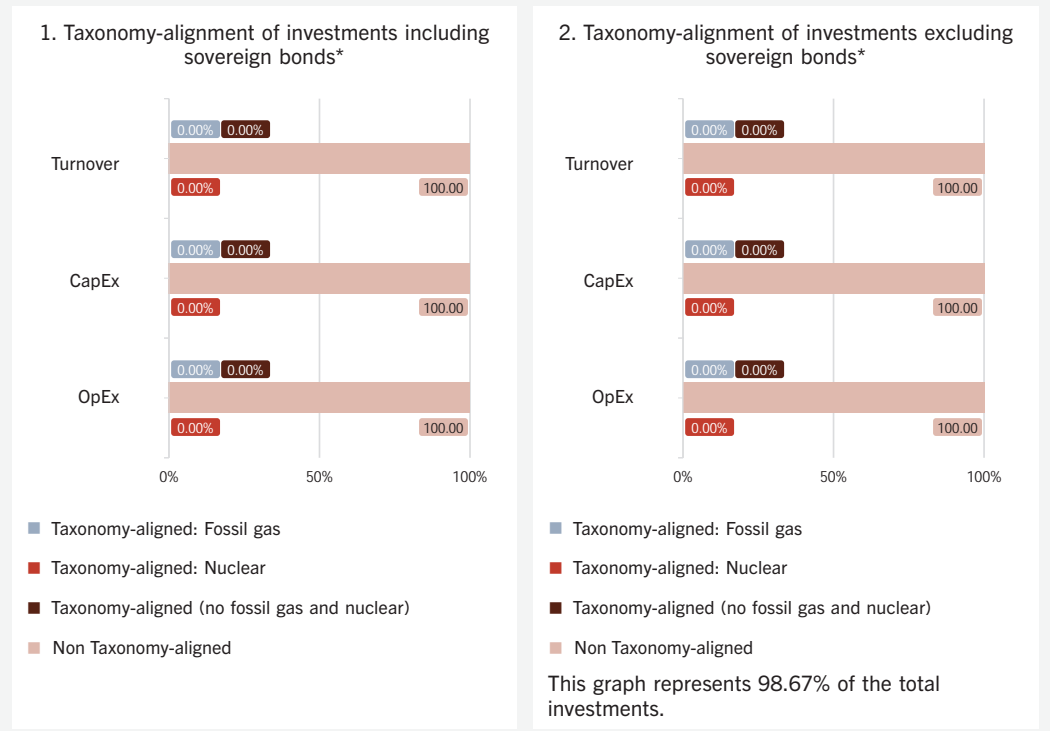 1. Taxonomy-alignment of investments including
sovereign bonds*
0.00% 0.00%
Turnover
0.00% 100.00
0.00% 0.00%
CapEx
0.00% 100.00
0.00% 0.00%
OpEx
0.00% 100.00
0% 50% 100%
Taxonomy-aligned: Fossil gas
Taxonomy-aligned: Nuclear
Taxonomy-aligned (no fossil gas and nuclear)
Non Taxonomy-aligned
2. Taxonomy-alignment of investments excluding
sovereign bonds*
0.00% 0.00%
Turnover
0.00% 100.00
0.00% 0.00%
CapEx
0.00% 100.00
0.00% 0.00%
OpEx
0.00% 100.00
0% 50% 100%
Taxonomy-aligned: Fossil gas
Taxonomy-aligned: Nuclear
Taxonomy-aligned (no fossil gas and nuclear)
Non Taxonomy-aligned
This graph represents 98.67% of the total
investments.